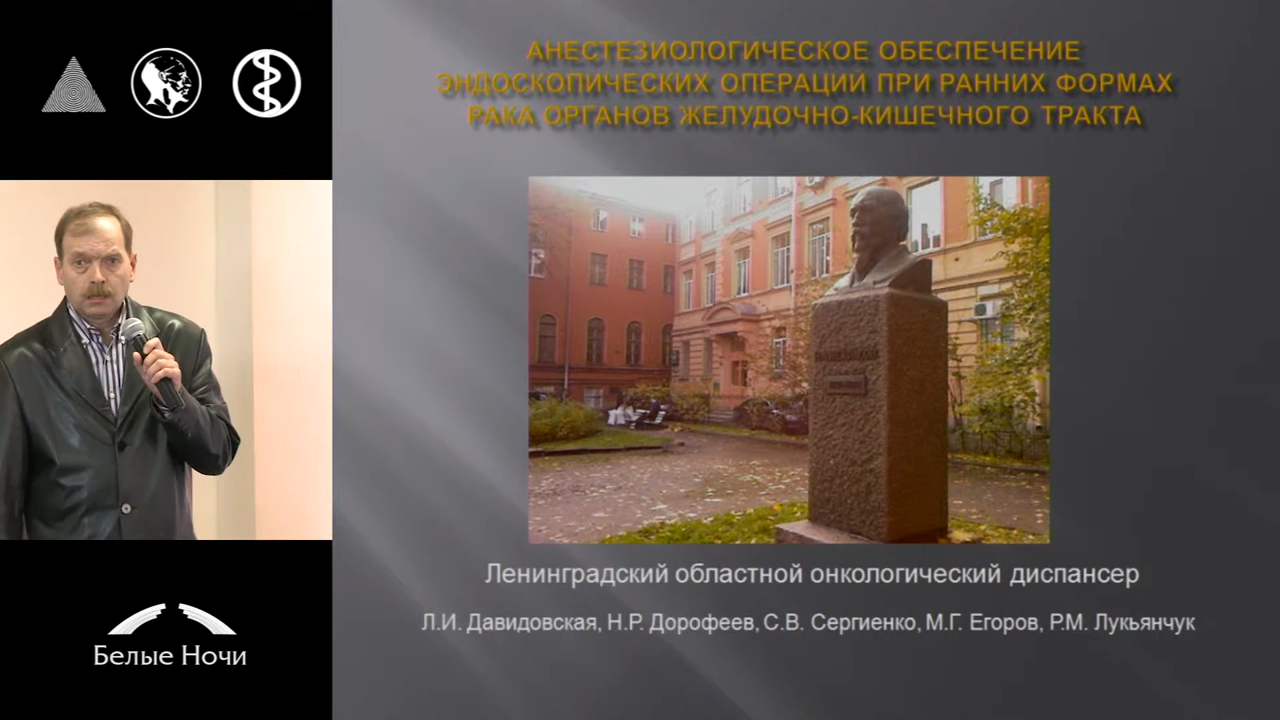 АНЕСТЕЗИОЛОГИЧЕСКОЕ ОБЕСПЕЧЕНИЕ
ЭНДОСКОПИЧЕСКИХ ОПЕРАЦИИ ПРИ РАННИХ ФОРМАХ
РАКА ОРГАНОВ ЖЕЛУДОЧНО-КИШЕЧНОГО ТРАКТА
Ленинградский областной онкологический диспансер
Л.И. Давидовская, Н.Р. Дорофеев, С.В. Сергиенко, М.Г. Егоров, Р.М. Лукьянчук
Белые Ночи